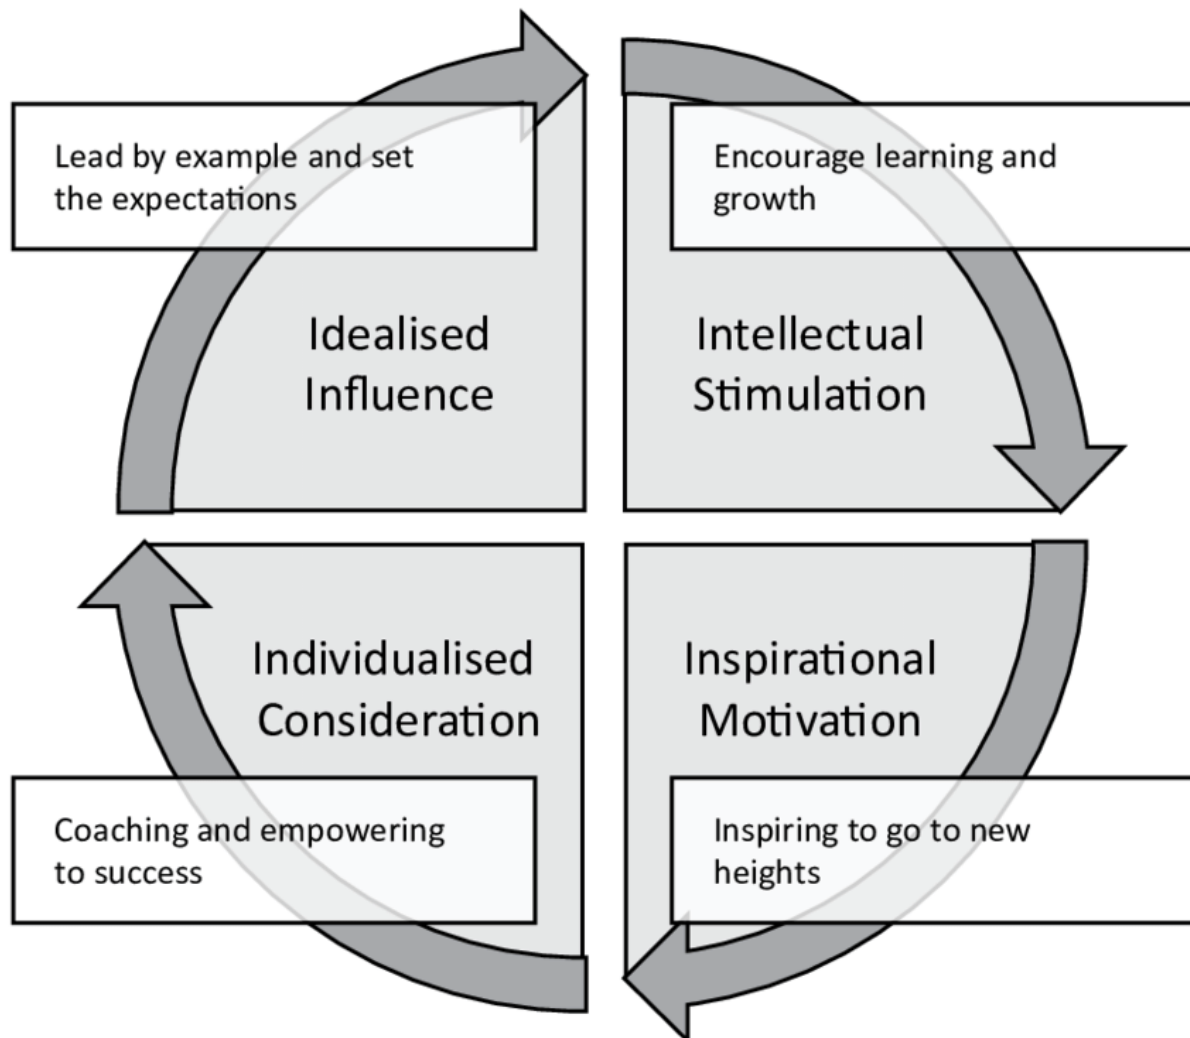 Lead by example and set
the expectations
Encourage learning and
growth
Idealised
Influence
Intellectual
Stimulation
Individualised
Consideration
Inspirational
Motivation
Coaching and empowering
to success
Inspiring to go to new
heights